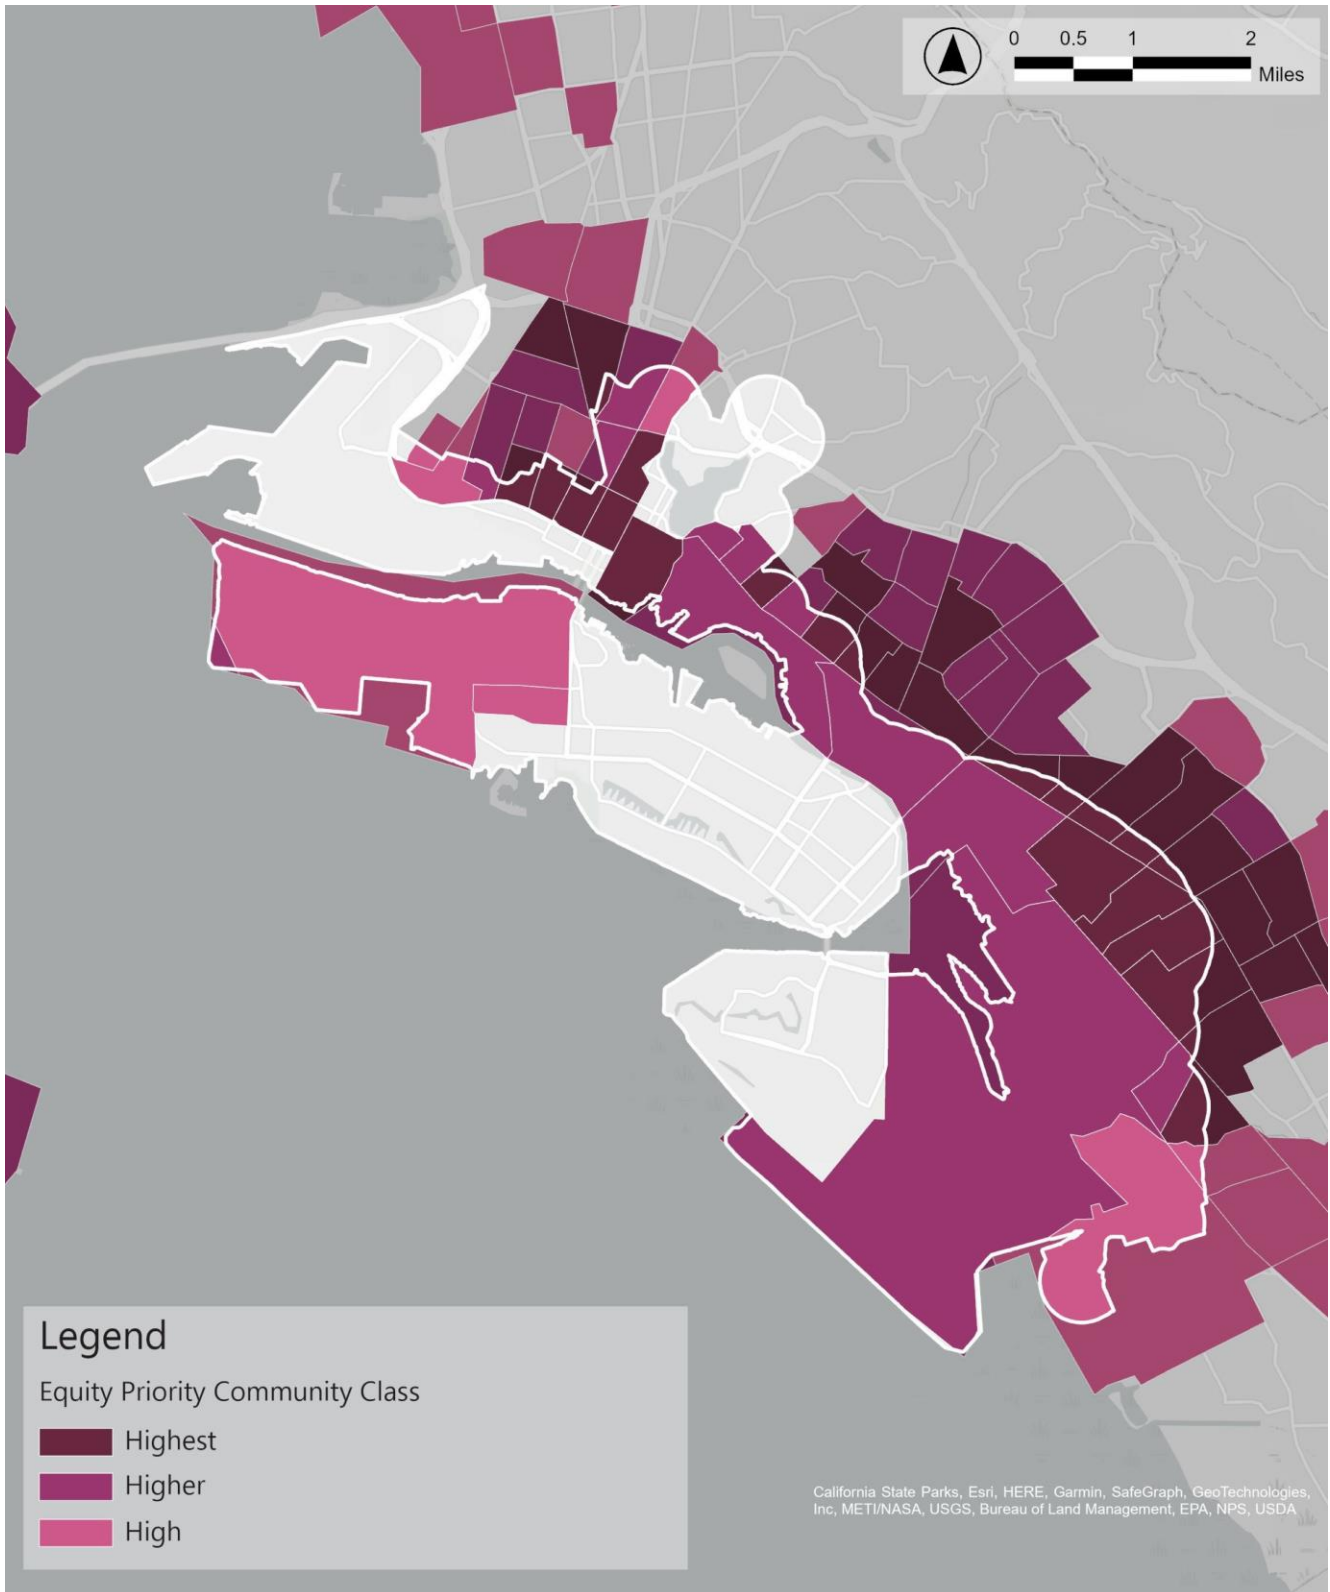 0 0.5 1 2
Miles
Legend
Equity Priority Community Class
Highest
Higher
High
California State Parks, Esri, HERE, Garmin, SafeGraph, GeoTechnologies,
Inc, METI/NASA, USGS, Bureau of Land Management, EPA, NPS, USDA